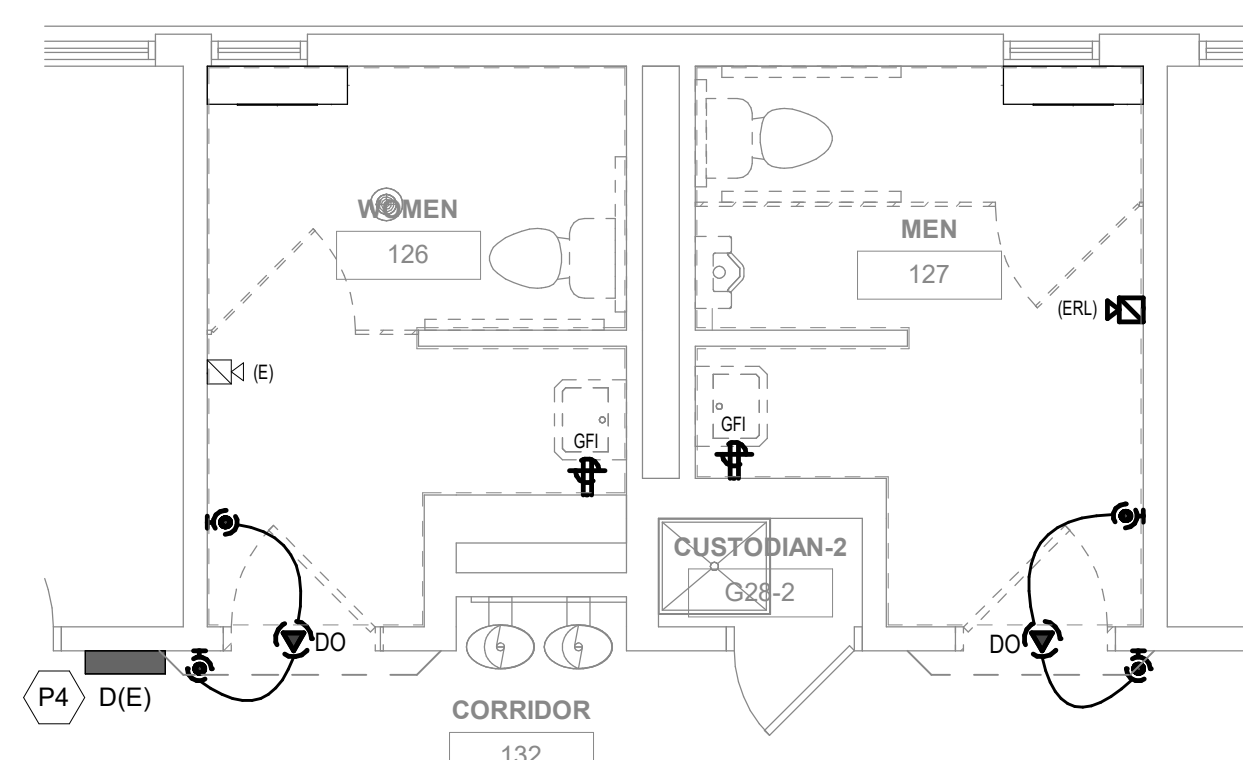 WOMEN
126
MEN
127
(ERL)
(E)
GFI
GFI
CUSTODIAN-2
G28-2
DO
DO
P4
D(E)
CORRIDOR
132